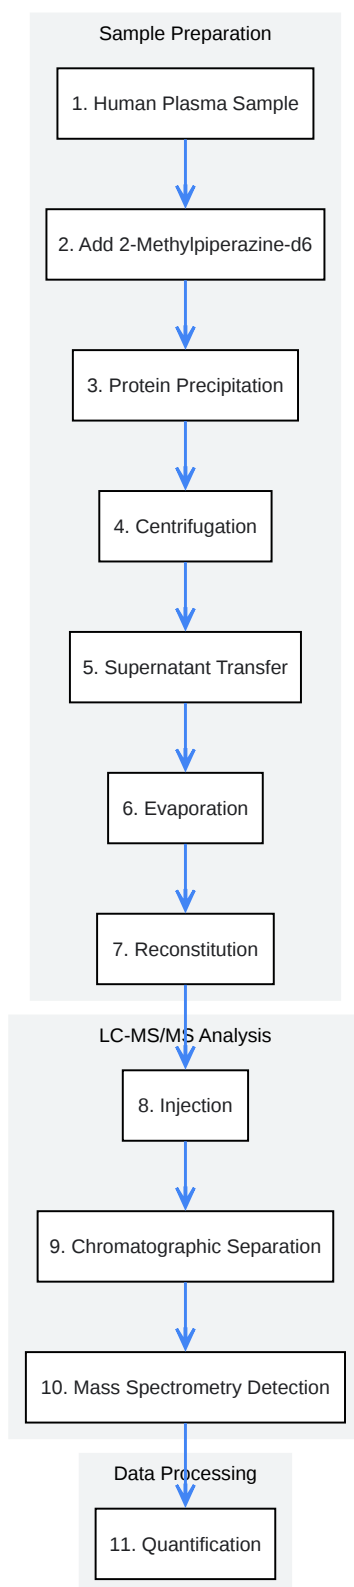 Sample Preparation
1. Human Plasma Sample
2. Add 2-Methylpiperazine-d6
3. Protein Precipitation
4. Centrifugation
5. Supernatant Transfer
6. Evaporation
7. Reconstitution
LC-MS/MS Analysis
8. Injection
9. Chromatographic Separation
10. Mass Spectrometry Detection
Data Processing
11. Quantification